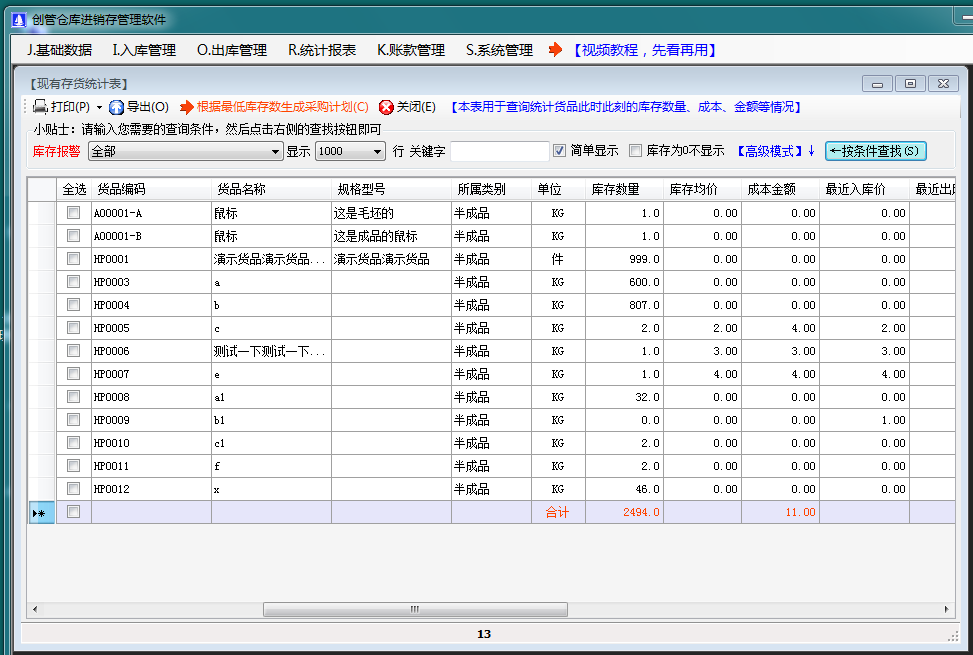 创管仓库进销存管理软件
J.基础数据 I.入库管理 O.出库管理 R.统计报表 K.账款管理 S.系统管理 【视频教程，先看再用】
【现有存货统计表】
打印(P) 导出(O) 根据最低库存数生成采购计划(C) 关闭(E) 【本表用于查询统计货品此时此刻的库存数量、成本、金额等情况】
小贴士：请输入您需要的查询条件，然后点击右侧的查找按钮即可
库存报警 全部 显示 1000 行 关键字 简单显示 库存为0不显示 【高级模式】↓ ←按条件查找(S)
全选 货品编码 货品名称 规格型号 所属类别 单位 库存数量 库存均价 成本金额 最近入库价 最近出
A00001-A 鼠标 这是毛坯的 半成品 KG 1.0 0.00 0.00 0.00
A00001-B 鼠标 这是成品的鼠标 半成品 KG 1.0 0.00 0.00 0.00
HP0001 演示货品演示货品... 演示货品演示货品 半成品 件 999.0 0.00 0.00 0.00
HP0003 a 半成品 KG 600.0 0.00 0.00 0.00
HP0004 b 半成品 KG 807.0 0.00 0.00 0.00
HP0005 c 半成品 KG 2.0 2.00 4.00 2.00
HP0006 测试一下测试一下... 半成品 KG 1.0 3.00 3.00 3.00
HP0007 e 半成品 KG 1.0 4.00 4.00 4.00
HP0008 a1 半成品 KG 32.0 0.00 0.00 0.00
HP0009 b1 半成品 KG 0.0 0.00 0.00 1.00
HP0010 c1 半成品 KG 2.0 0.00 0.00 0.00
HP0011 f 半成品 KG 2.0 0.00 0.00 0.00
HP0012 x 半成品 KG 46.0 0.00 0.00 0.00
合计 2494.0 11.00
13